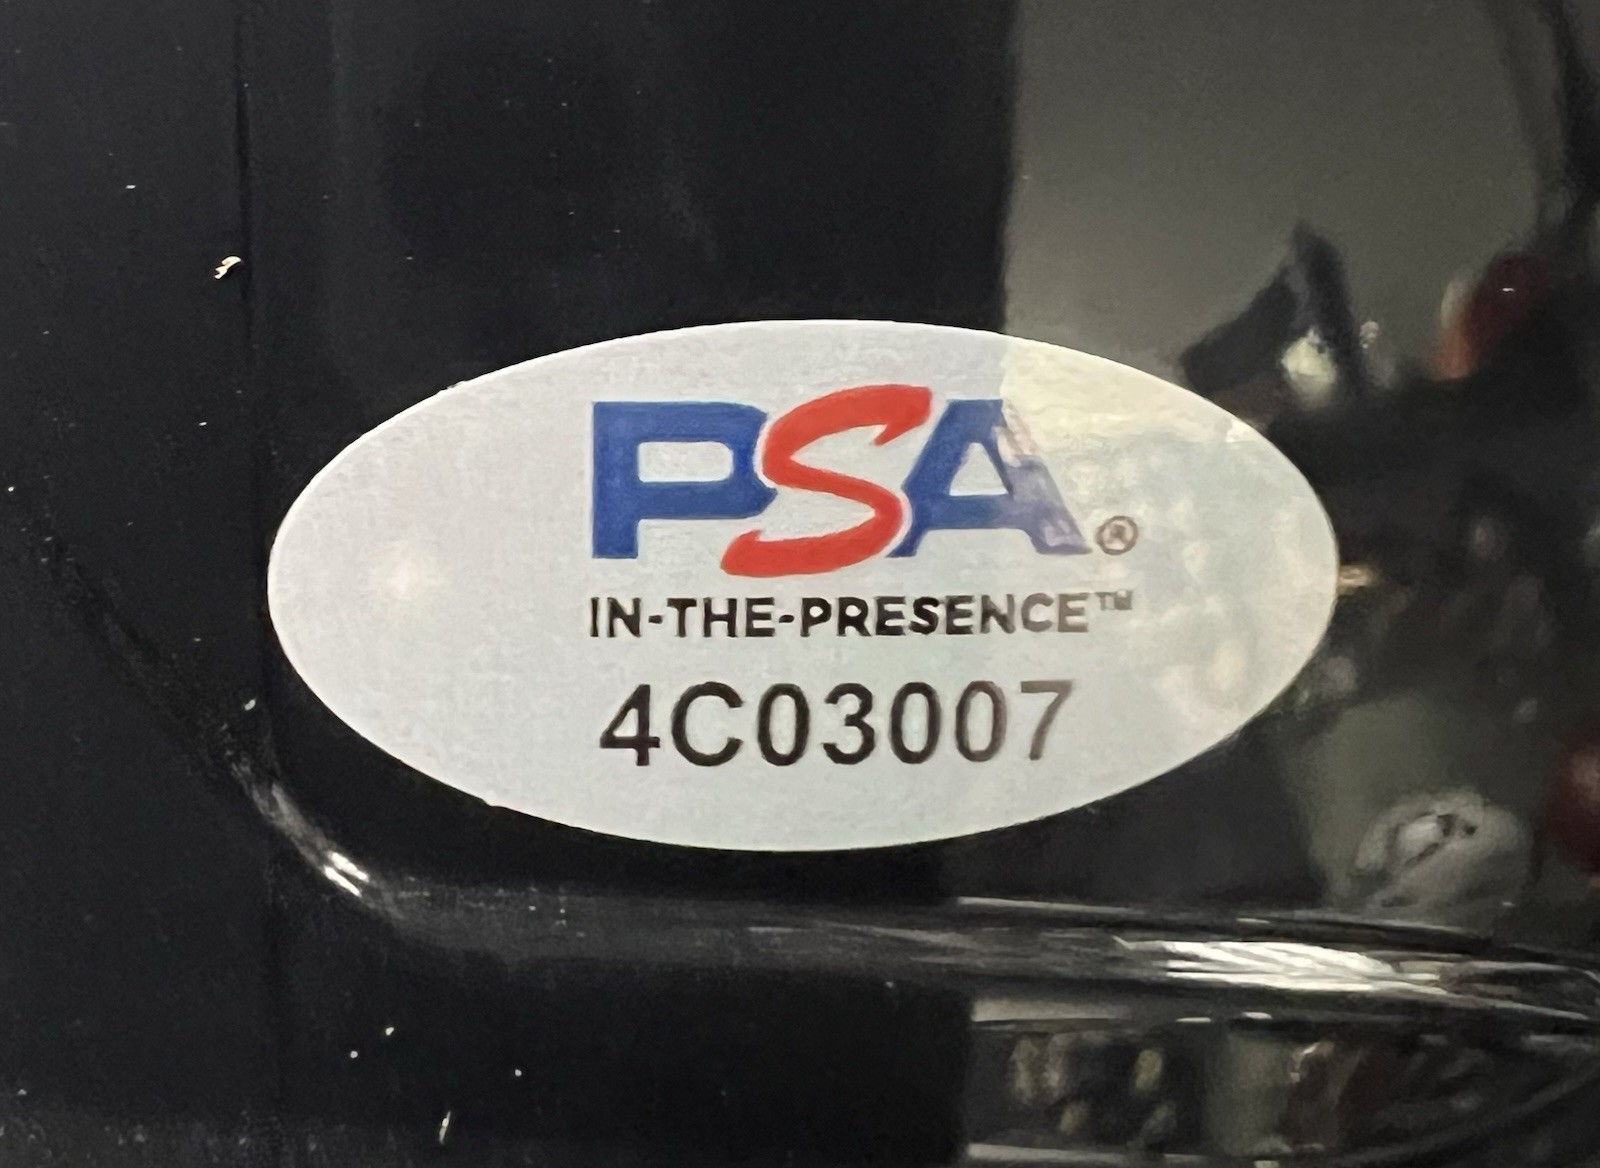 PSA®
IN-THE-PRESENCE™
4C03007